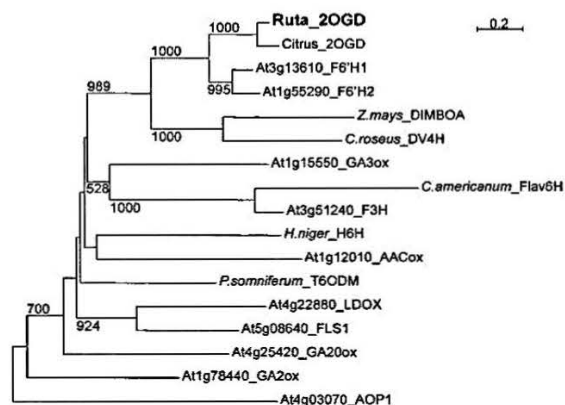 Ruta_2OGD
1000
0.2
Citrus_2OGD
1000
At3g13610_F6'H1
989
995
At1g55290_F6'H2
Z.mays_DIMBOA
1000
C.roseus_DV4H
At1g15550_GA3ox
528
C.americanum_Flav6H
1000
At3g51240_F3H
H.niger_H6H
At1g12010_AACox
P.somniferum_T6ODM
700
At4g22880_LDOX
924
At5g08640_FLS1
At4g25420_GA20ox
At1g78440_GA2ox
At4g03070_AOP1